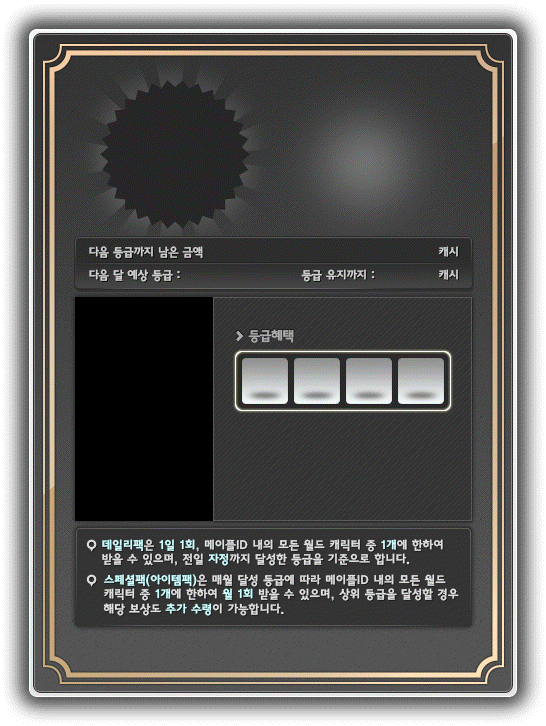 다음 등급까지 남은 금액 캐시
다음 달 예상 등급 : 등급 유지까지 : 캐시
등급혜택
데일리팩은 1일 1회, 메이플ID 내의 모든 월드 캐릭터 중 1개에 한하여
받을 수 있으며, 전일 자정까지 달성한 등급을 기준으로 합니다.
스페셜팩(아이템팩)은 매월 달성 등급에 따라 메이플ID 내의 모든 월드
캐릭터 중 1개에 한하여 월 1회 받을 수 있으며, 상위 등급을 달성할 경우
해당 보상도 추가 수령이 가능합니다.